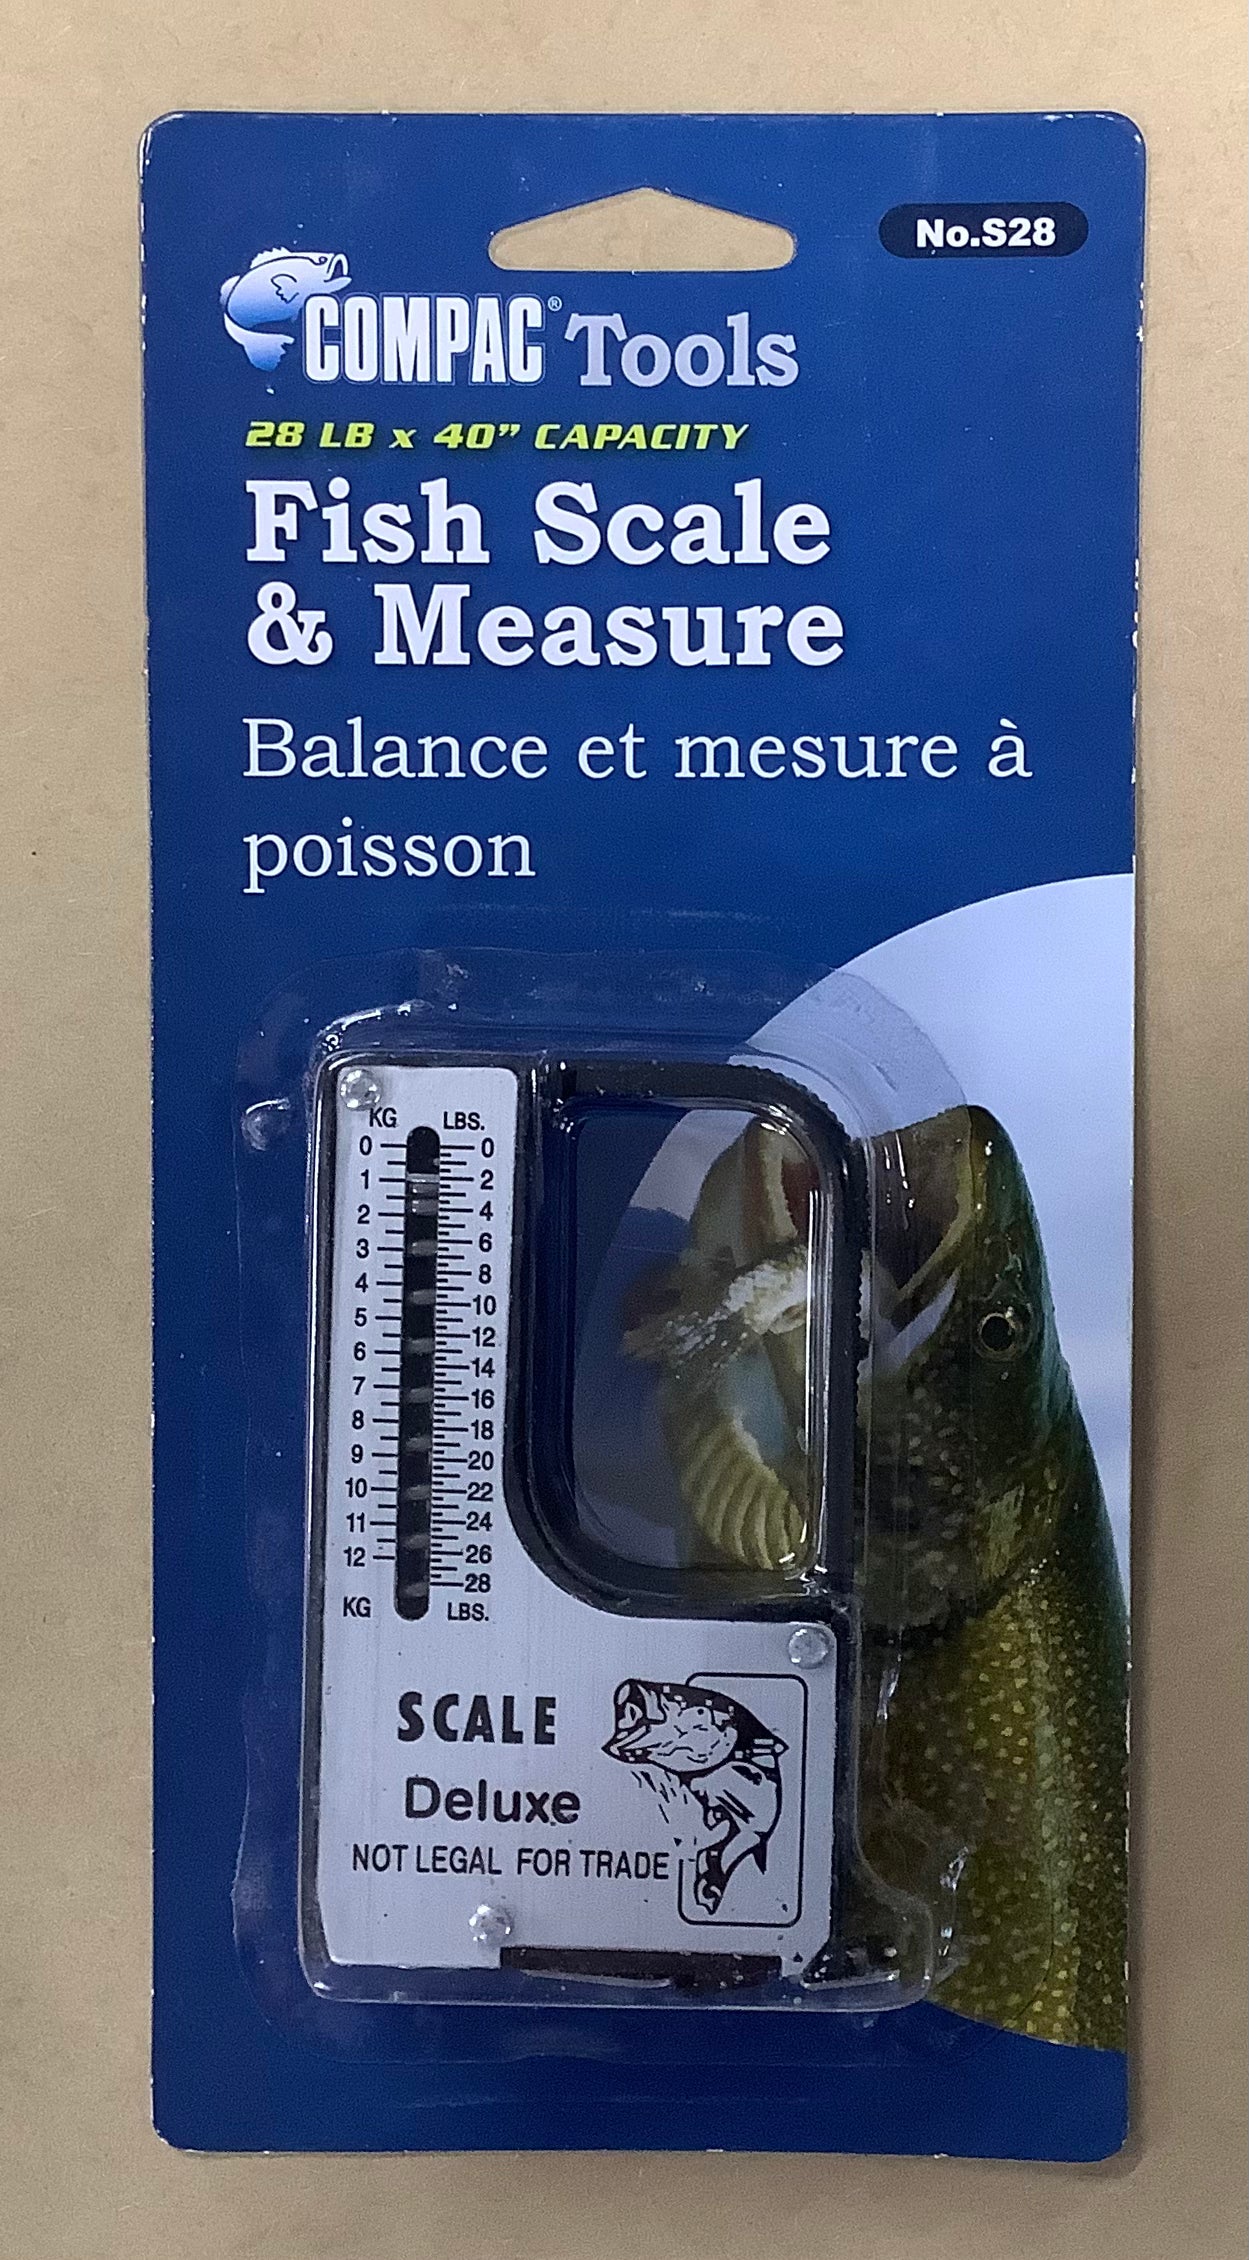 No.S28
COMPAC® Tools
28 LB x 40” CAPACITY
Fish Scale
& Measure
Balance et mesure à
poisson
KG LBS.
0 0
1 2
2 4
3 6
4 8
5 10
6 12
7 14
8 16
9 18
10 20
11 22
12 24
26
28
KG LBS.
SCALE
Deluxe
NOT LEGAL FOR TRADE